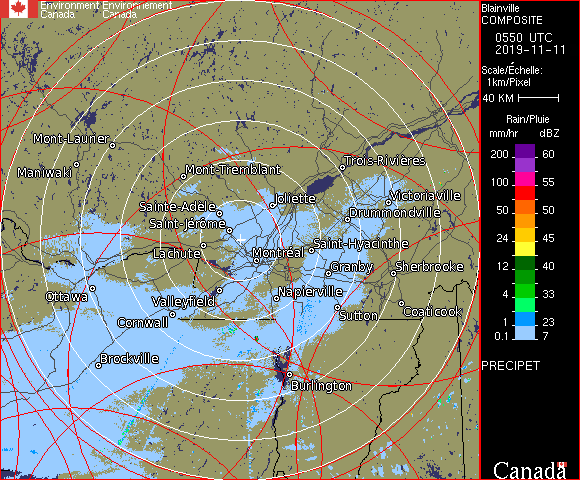 Environment Environnement
Canada Canada
Blainville
COMPOSITE
0550 UTC
2019-11-11
Scale/Échelle:
1km/Pixel
40 KM
Rain/Pluie
mm/hr dBZ
200 60
100 55
50 50
24 45
12 40
4 33
1 23
0.1 7
PRECIPET
Mont-Laurier
Maniwaki
Mont-Tremblant
Trois-Rivières
Joliette
Victoriaville
Sainte-Adèle
Drummondville
Saint-Jérôme
Lachute
Montréal
Saint-Hyacinthe
Granby
Sherbrooke
Ottawa
Valleyfield
Napierville
Cornwall
Sutton
Coaticook
Brockville
Burlington
Canada